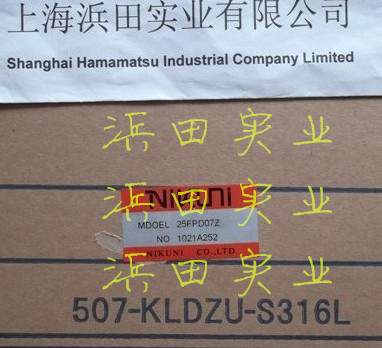 上海浜田实业有限公司
Shanghai Hamamatsu Industrial Company Limited
浜田实业
Nikuni
MDOEL 25FPD07Z
NO 1021A252
浜田实业
NIKUNI CO.,LTD.
浜田实业
507-KLDZU-S316L